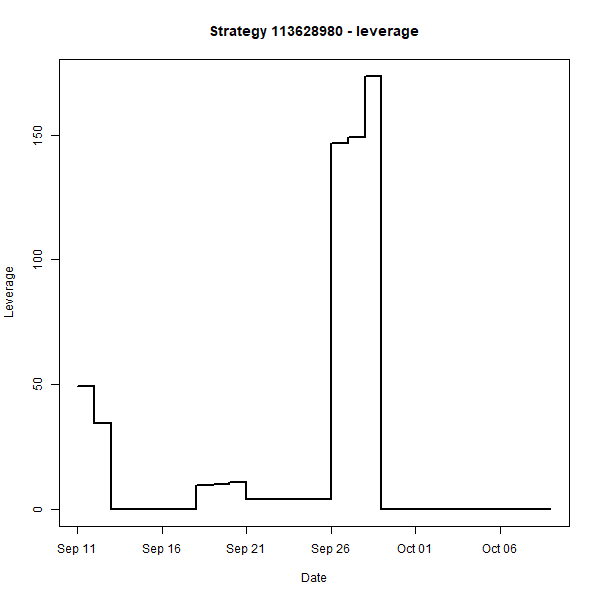 Strategy 113628980 - leverage
Leverage
150
100
50
0
Sep 11 Sep 16 Sep 21 Sep 26 Oct 01 Oct 06
Date